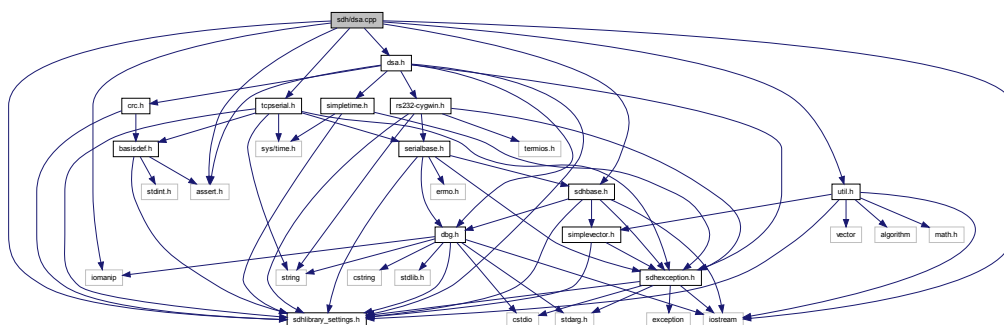 sdh/dsa.cpp
dsa.h
crc.h
tcpserial.h
simpletime.h
rs232-cygwin.h
basisdef.h
sys/time.h
serialbase.h
termios.h
stdint.h
assert.h
errno.h
sdhbase.h
util.h
dbg.h
simplevector.h
vector
algorithm
math.h
iomanip
string
cstring
stdlib.h
sdhexception.h
sdhlibrary_settings.h
cstdio
stdarg.h
exception
iostream